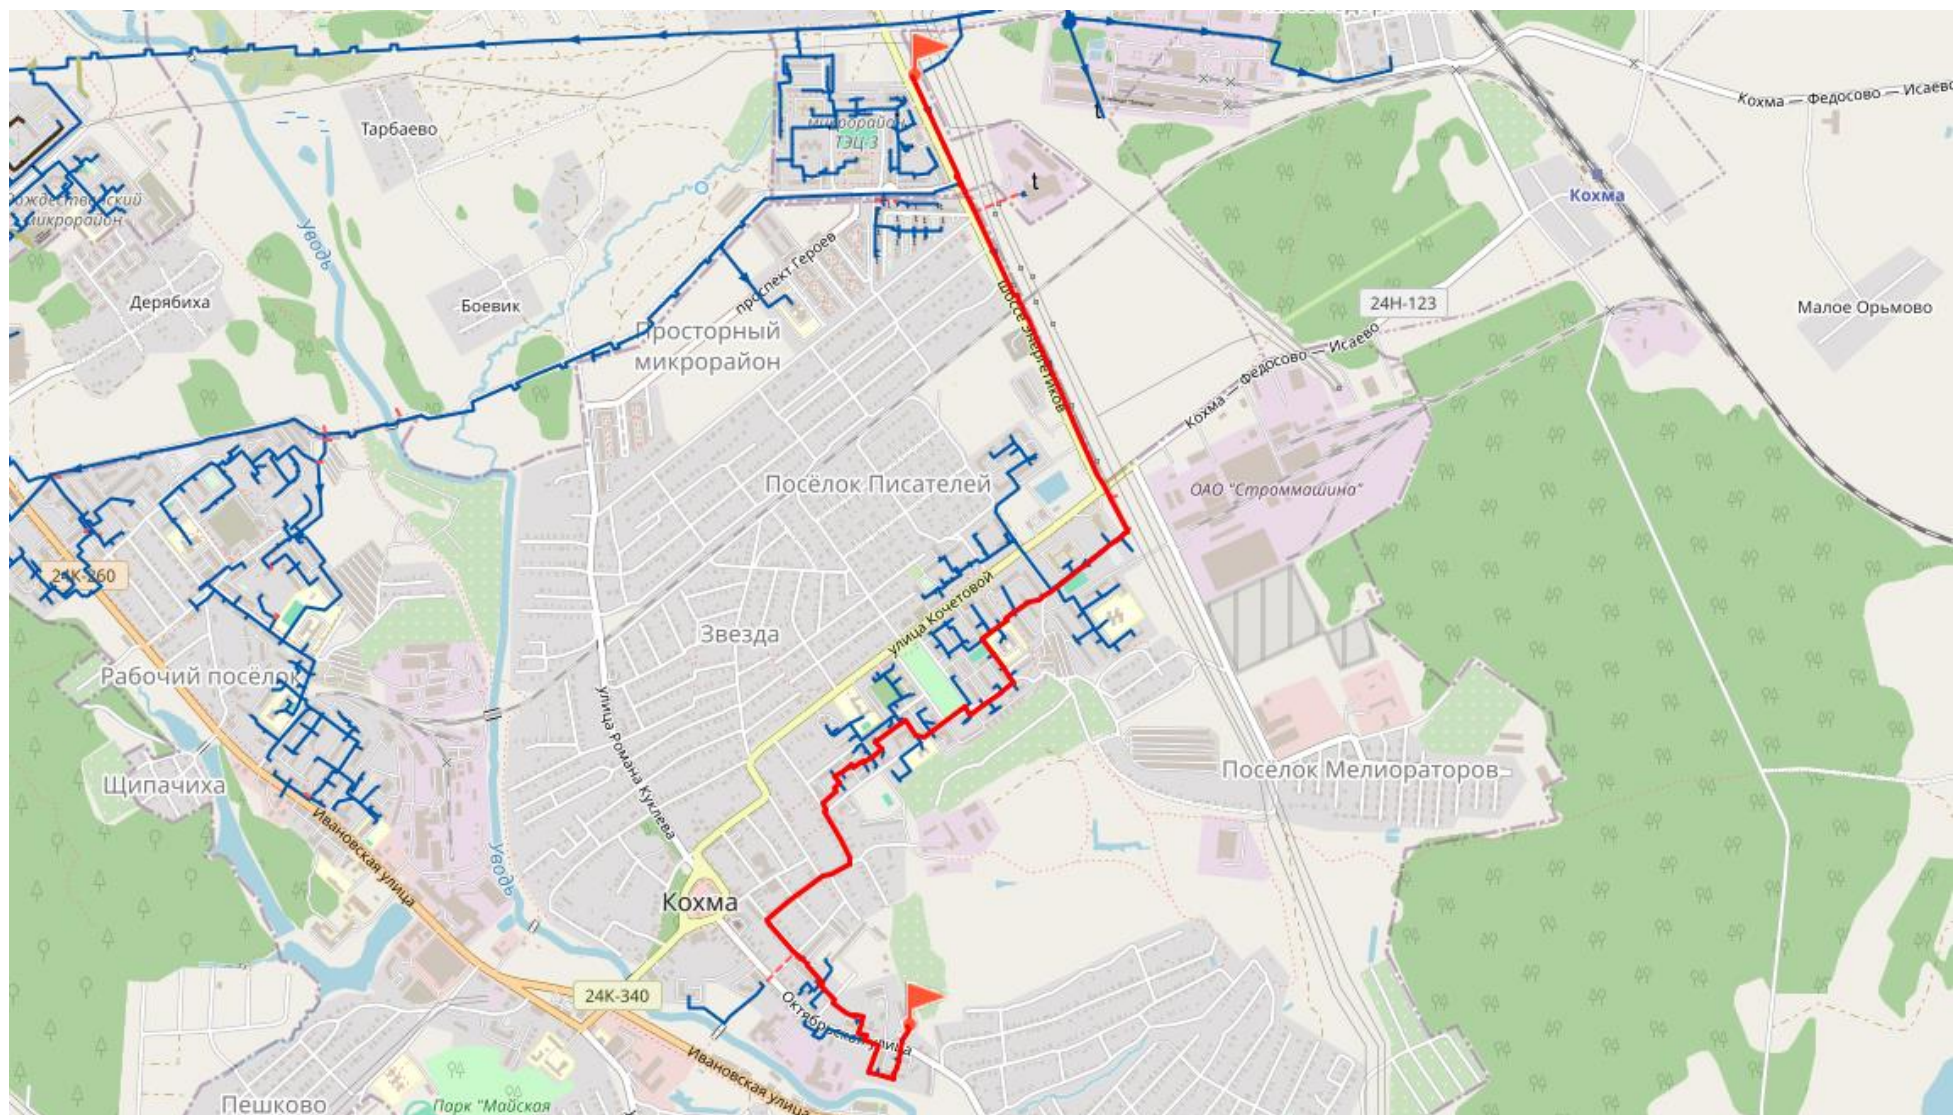 Кохма — Федосово — Исаево
t
Тарбаево
микрорайон
ТЭЦ-3
t
Рождественский
микрорайон
Кохма
Уводь
Дерябиха
Боевик
проспект Героев
шоссе Энергетиков
24Н-123
Малое Орьмово
Просторный
микрорайон
Кохма — Федосово — Исаево
Посёлок Писателей
ОАО "Строммашина"
24К-260
улица Кочетовой
Звезда
Рабочий посёлок
улица Романа Куклева
Посёлок Мелиораторов
Щипачиха
Ивановская улица
Уводь
Кохма
24К-340
Октябрьская улица
Ивановская улица
Пешково
Парк "Майская